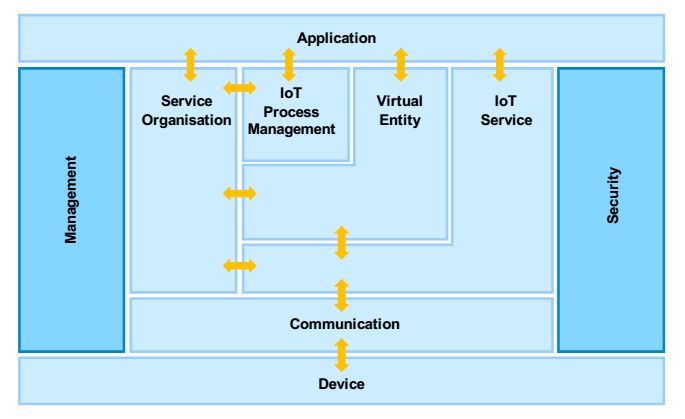 Application
Management
Service
Organisation
IoT
Process
Management
Virtual
Entity
IoT
Service
Security
Communication
Device